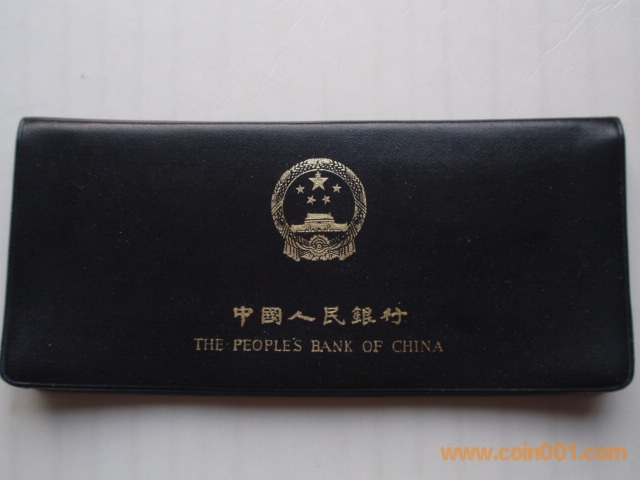 中國人民銀行
THE PEOPLE'S BANK OF CHINA
www.coin001.com